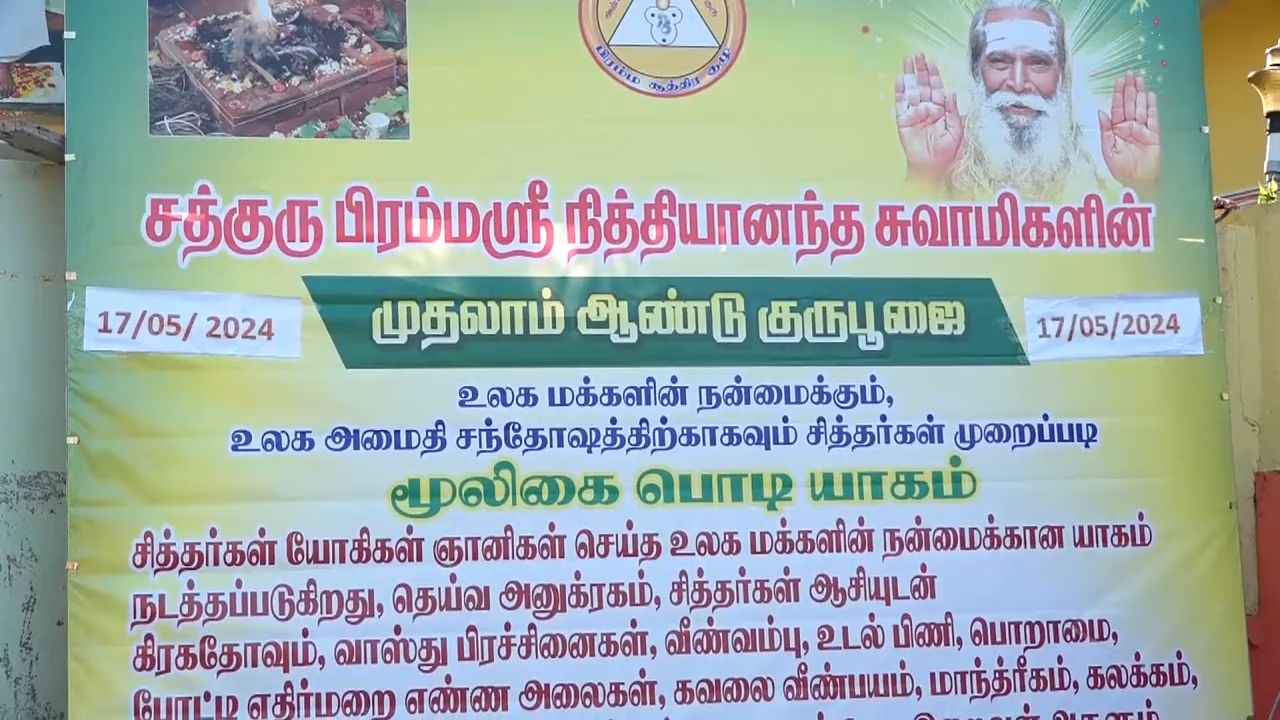 பிரம்ம சூத்திர குழு
சத்குரு பிரம்மஸ்ரீ நித்தியானந்த சுவாமிகளின்
17/05/ 2024
முதலாம் ஆண்டு குருபூஜை
17/05/2024
உலக மக்களின் நன்மைக்கும்,
உலக அமைதி சந்தோஷத்திற்காகவும் சித்தர்கள் முறைப்படி
மூலிகை பொடி யாகம்
சித்தர்கள் யோகிகள் ஞானிகள் செய்த உலக மக்களின் நன்மைக்கான யாகம்
நடத்தப்படுகிறது, தெய்வ அனுக்ரகம், சித்தர்கள் ஆசியுடன்
கிரகதோவும், வாஸ்து பிரச்சினைகள், வீண்வம்பு, உடல் பிணி, பொறாமை,
போட்டி எதிர்மறை எண்ண அலைகள், கவலை வீண்பயம், மாந்த்ரீகம், கலக்கம்,